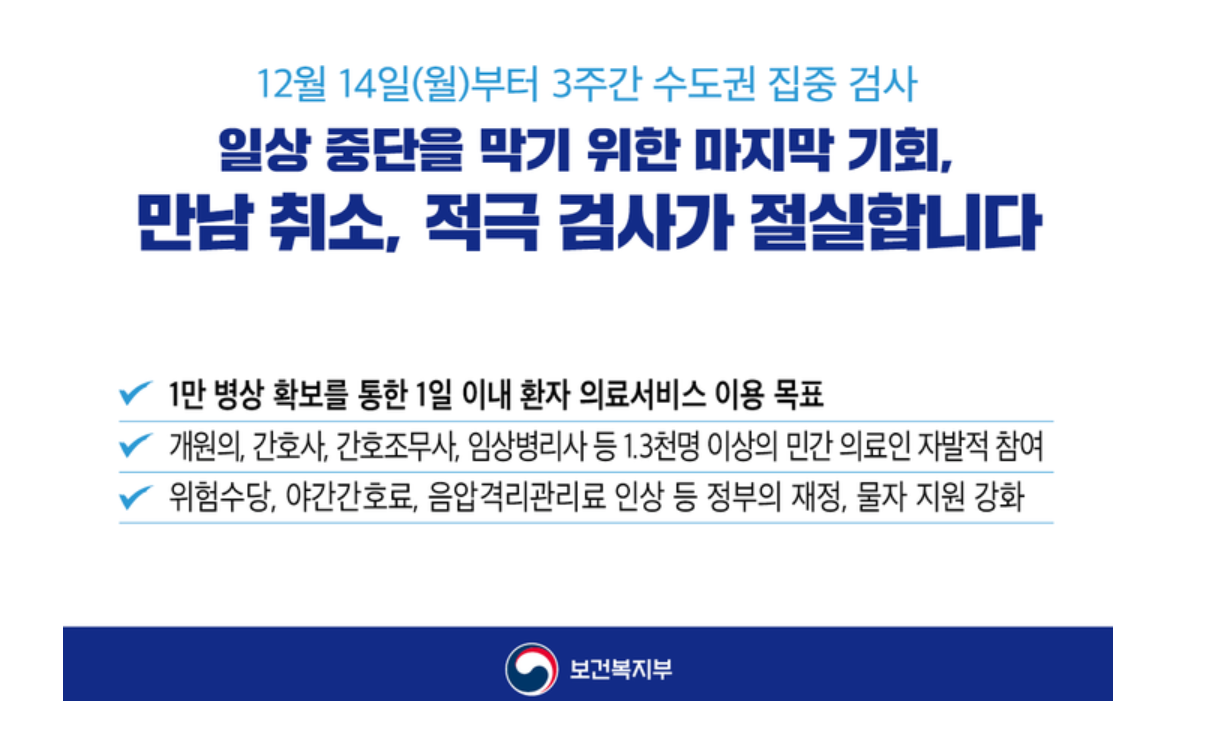 12월 14일(월)부터 3주간 수도권 집중 검사
일상 중단을 막기 위한 마지막 기회,
만남 취소, 적극 검사가 절실합니다
1만 병상 확보를 통한 1일 이내 환자 의료서비스 이용 목표
개원의, 간호사, 간호조무사, 임상병리사 등 1.3천명 이상의 민간 의료인 자발적 참여
위험수당, 야간간호료, 음압격리관리료 인상 등 정부의 재정, 물자 지원 강화
보건복지부